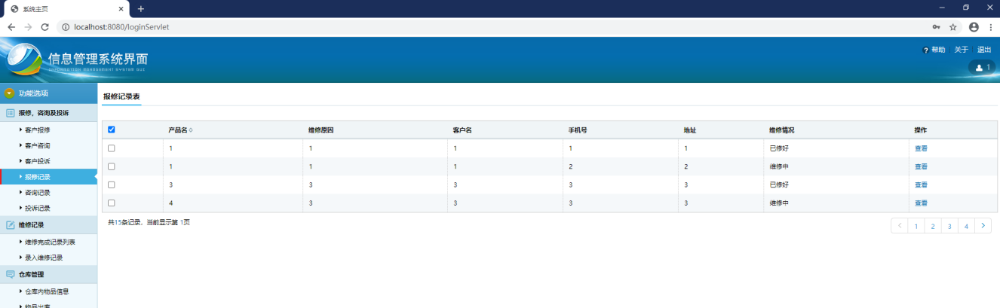 系统主页
localhost:8080/loginServlet
信息管理系统界面
INFORMATION MANAGEMENT SYSTEM GUI
帮助 关于 退出
1
功能选项
报修，咨询及投诉
客户报修
客户咨询
客户投诉
报修记录
咨询记录
投诉记录
维修记录
维修完成记录列表
录入维修记录
仓库管理
仓库内物品信息
物品出库
报修记录表
产品名 维修原因 客户名 手机号 地址 维修情况 操作
1 1 1 1 1 已修好 查看
1 1 1 2 2 维修中 查看
3 3 3 3 3 已修好 查看
4 3 3 3 3 维修中 查看
共15条记录，当前显示第 1页
< 1 2 3 4 >